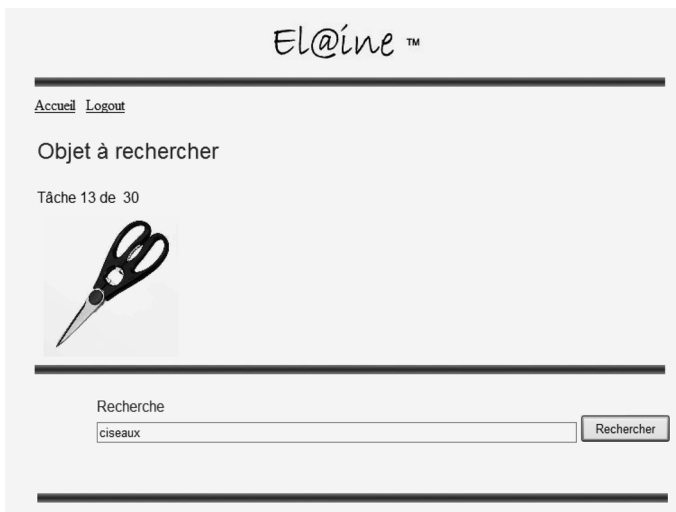 El@ine ™
Accueil Logout
Objet à rechercher
Tâche 13 de 30
Recherche
ciseaux Rechercher